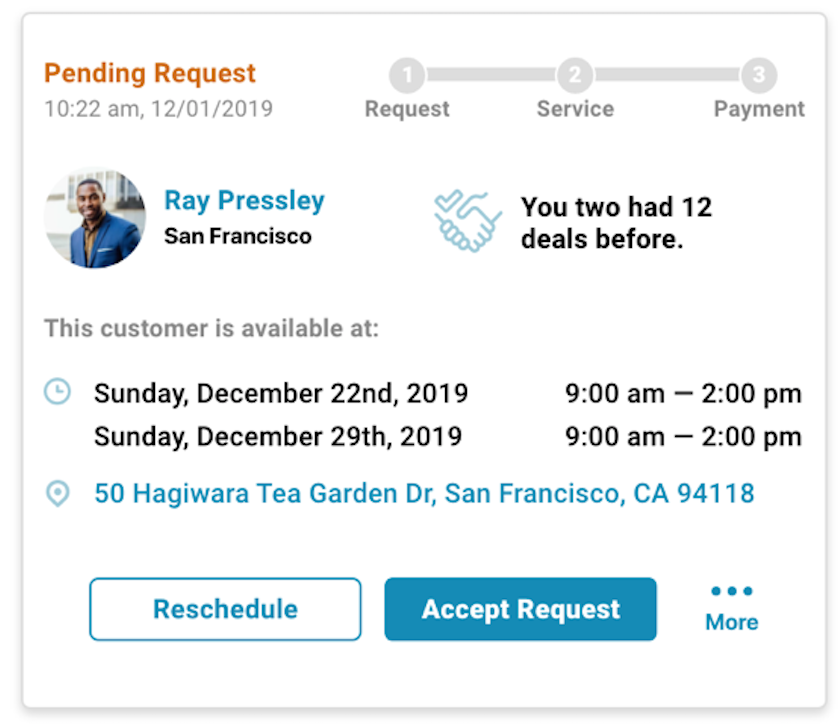 Pending Request
10:22 am, 12/01/2019
1 2 3
Request Service Payment
Ray Pressley
San Francisco
You two had 12
deals before.
This customer is available at:
Sunday, December 22nd, 2019 9:00 am — 2:00 pm
Sunday, December 29th, 2019 9:00 am — 2:00 pm
50 Hagiwara Tea Garden Dr, San Francisco, CA 94118
Reschedule
Accept Request
More